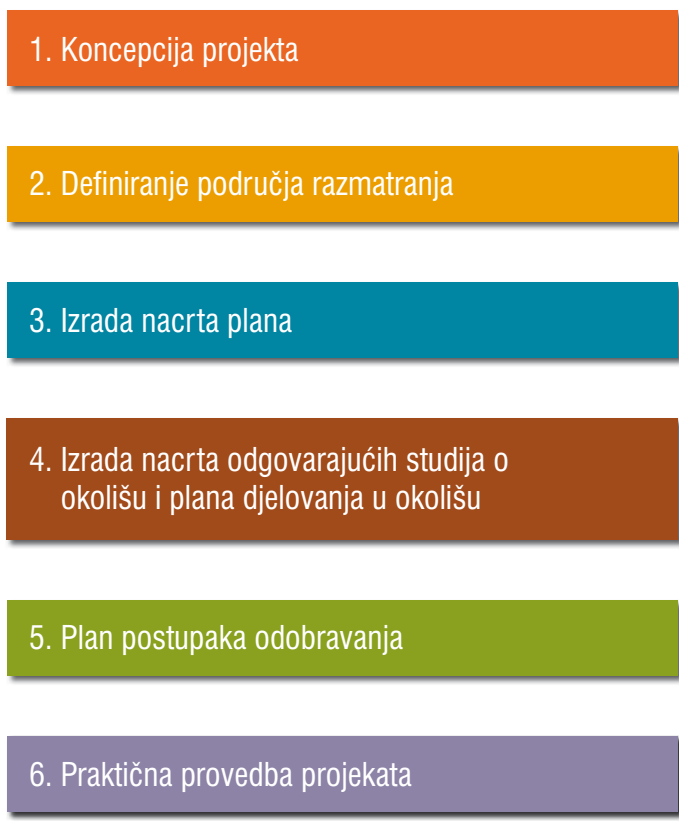 1. Koncepcija projekta
2. Definiranje područja razmatranja
3. Izrada nacrta plana
4. Izrada nacrta odgovarajućih studija o
okolišu i plana djelovanja u okolišu
5. Plan postupaka odobravanja
6. Praktična provedba projekata